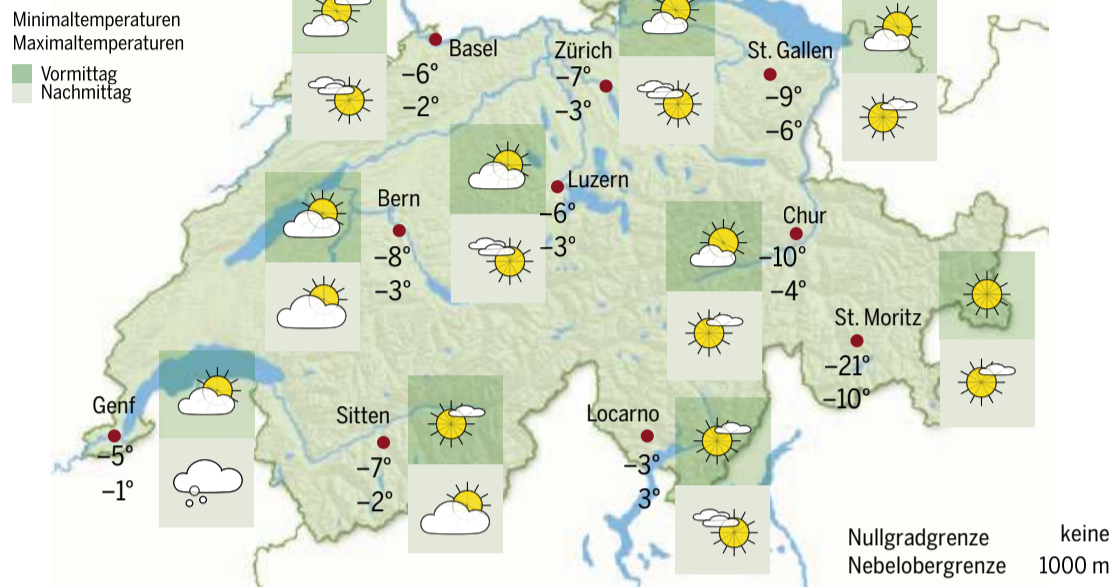 Minimaltemperaturen
Maximaltemperaturen
Vormittag
Nachmittag
Basel
–6°
–2°
Zürich
–7°
–3°
St. Gallen
–9°
–6°
Luzern
–6°
–3°
Bern
–8°
–3°
Chur
–10°
–4°
St. Moritz
–21°
–10°
Genf
–5°
–1°
Sitten
–7°
–2°
Locarno
–3°
3°
Nullgradgrenze keine
Nebelobergrenze 1000 m